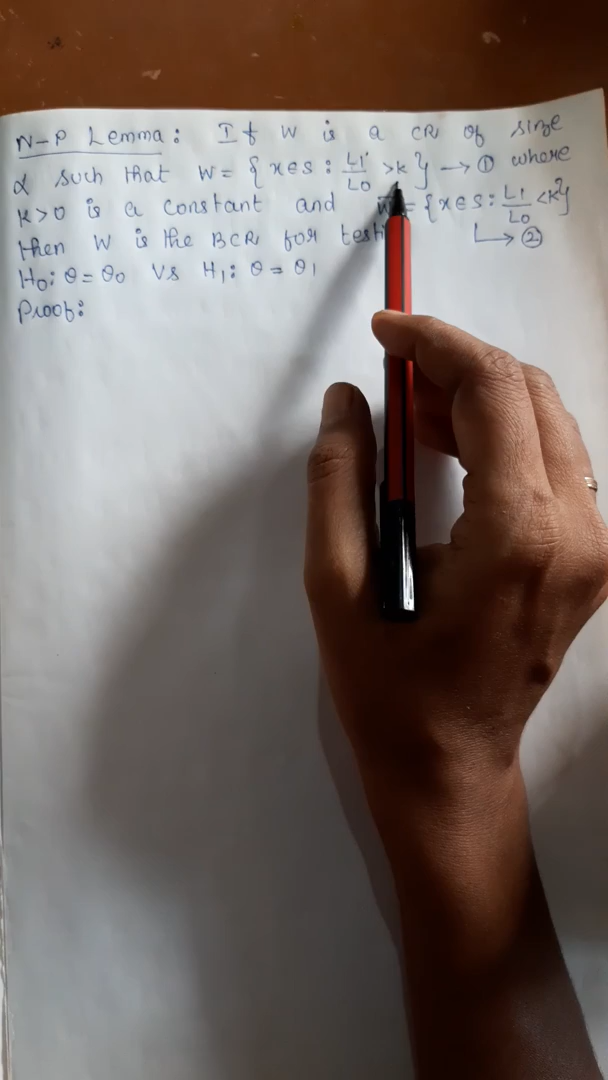 N-P Lemma: If W is a CR of size
α such that W = { x∈S : L1/L0 >k } → ① where
k>0 is a constant and = { x∈S : L1/L0 <k }
then W is the BCR for → ②
H0: θ = θ0 Vs H1: θ = θ1
Proof: